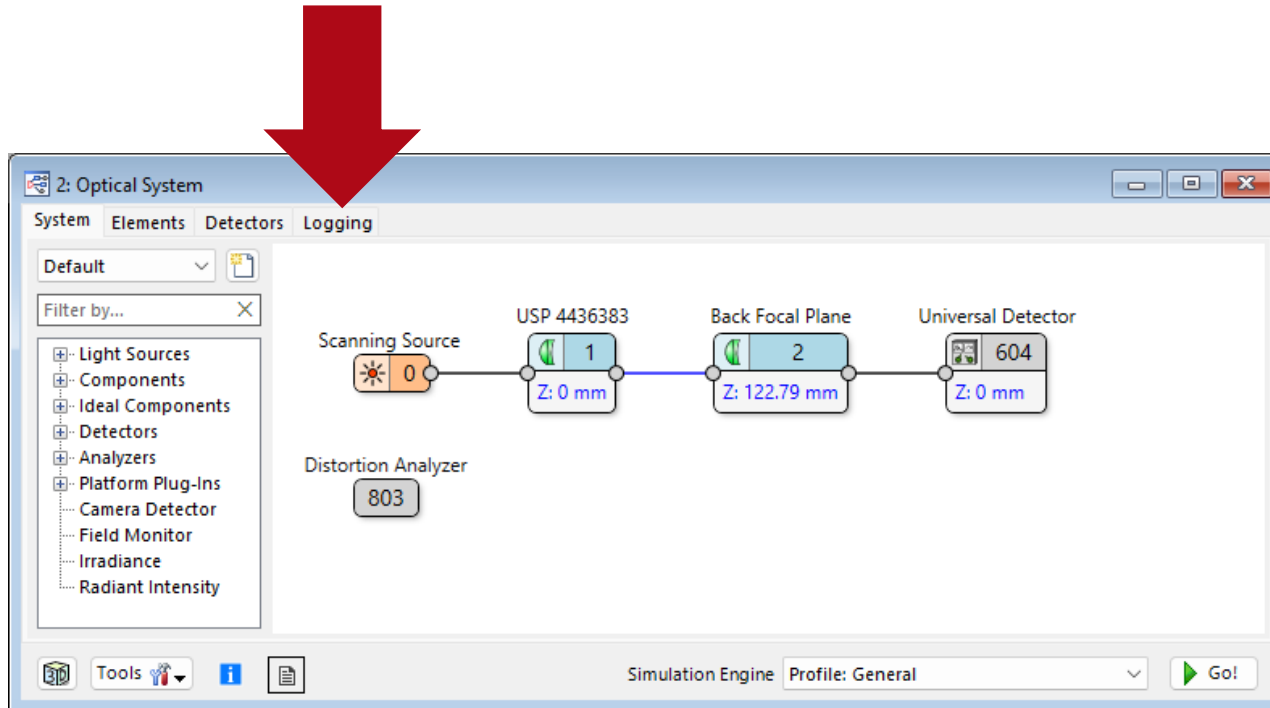 2: Optical System
System Elements Detectors Logging
Default
Filter by...
Light Sources
Components
Ideal Components
Detectors
Analyzers
Platform Plug-Ins
Camera Detector
Field Monitor
Irradiance
Radiant Intensity
Scanning Source
0
USP 4436383
1
Z: 0 mm
Back Focal Plane
2
Z: 122.79 mm
Universal Detector
604
Z: 0 mm
Distortion Analyzer
803
3D Tools i Simulation Engine Profile: General Go!